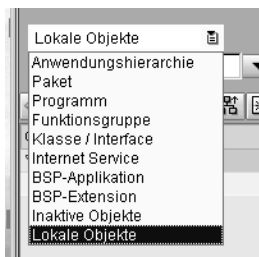 Lokale Objekte
Anwendungshierarchie
Paket
Programm
Funktionsgruppe
Klasse / Interface
Internet Service
BSP-Applikation
BSP-Extension
Inaktive Objekte
Lokale Objekte